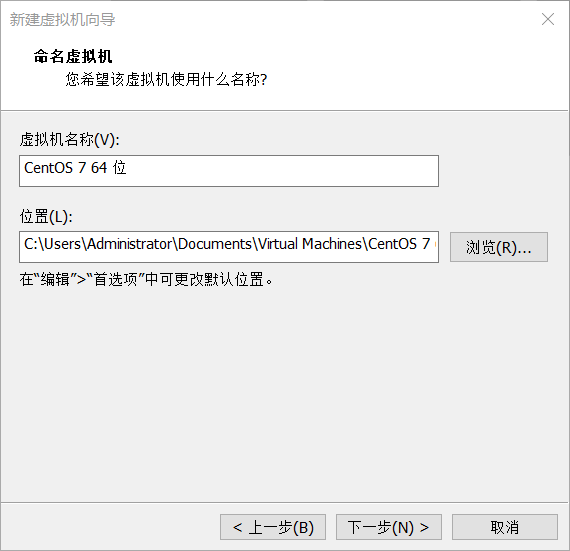 新建虚拟机向导
命名虚拟机
您希望该虚拟机使用什么名称?
虚拟机名称(V):
CentOS 7 64 位
位置(L):
C:\Users\Administrator\Documents\Virtual Machines\CentOS 7
浏览(R)...
在“编辑”>“首选项”中可更改默认位置。
< 上一步(B)
下一步(N) >
取消